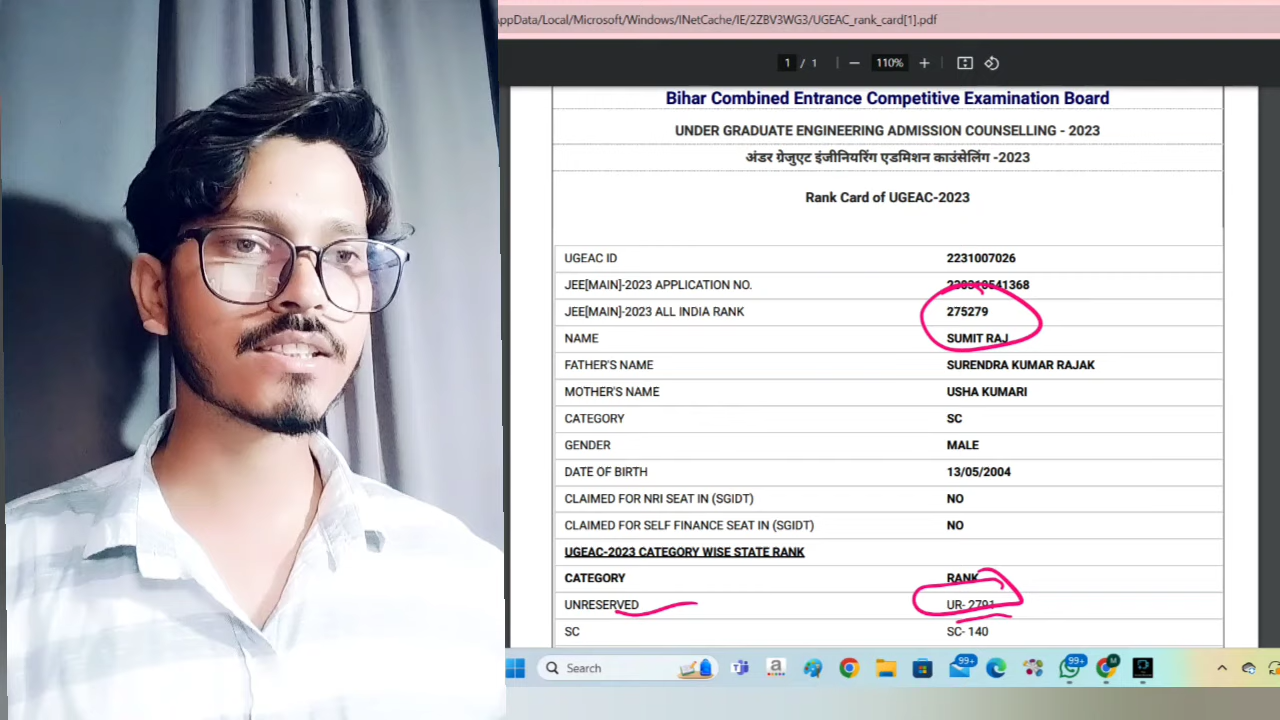 AppData/Local/Microsoft/Windows/INetCache/IE/2ZBV3WG3/UGEAC_rank_card[1].pdf
1 / 1 110%
Bihar Combined Entrance Competitive Examination Board
UNDER GRADUATE ENGINEERING ADMISSION COUNSELLING - 2023
अंडर ग्रेजुएट इंजीनियरिंग एडमिशन काउंसेलिंग -2023
Rank Card of UGEAC-2023
UGEAC ID 2231007026
JEE[MAIN]-2023 APPLICATION NO.
JEE[MAIN]-2023 ALL INDIA RANK 275279
NAME SUMIT RAJ
FATHER'S NAME SURENDRA KUMAR RAJAK
MOTHER'S NAME USHA KUMARI
CATEGORY SC
GENDER MALE
DATE OF BIRTH 13/05/2004
CLAIMED FOR NRI SEAT IN (SGIDT) NO
CLAIMED FOR SELF FINANCE SEAT IN (SGIDT) NO
UGEAC-2023 CATEGORY WISE STATE RANK
CATEGORY RANK
UNRESERVED UR- 2791
SC SC- 140
Search 99+ 99+